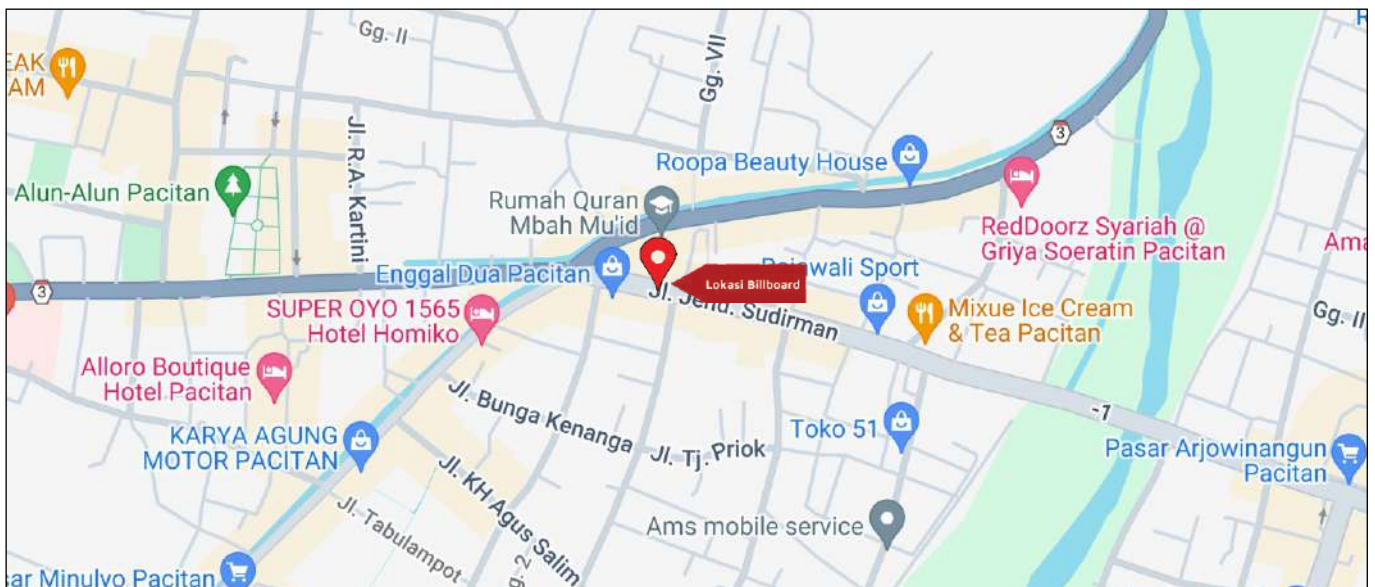 Gg. II
EAK
AM
Gg. VII
Jl. R.A. Kartini
3
Roopa Beauty House
Alun-Alun Pacitan
Rumah Quran
Mbah Mu'id
RedDoorz Syariah @
Griya Soeratin Pacitan
Ama
Enggal Dua Pacitan
Lokasi Billboard
Rajawali Sport
3
Jl. Jend. Sudirman
SUPER OYO 1565
Hotel Homiko
Mixue Ice Cream
& Tea Pacitan
Gg. II
Alloro Boutique
Hotel Pacitan
Jl. Bunga Kenanga
-7
KARYA AGUNG
MOTOR PACITAN
Jl. Tj. Priok
Toko 51
Pasar Arjowinangun
Pacitan
Jl. KH Agus Salim
Jl. Tabulampot
Ams mobile service
sar Minulyo Pacitan
g. 2